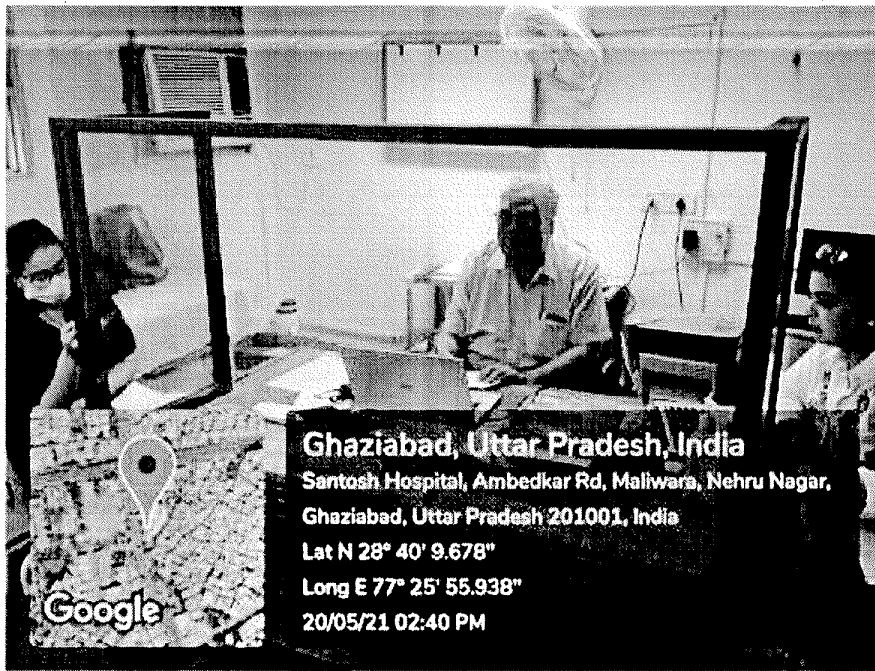 Ghaziabad, Uttar Pradesh, India
Santosh Hospital, Ambedkar Rd, Maliwara, Nehru Nagar,
Ghaziabad, Uttar Pradesh 201001, India
Lat N 28° 40' 9.678"
Long E 77° 25' 55.938"
20/05/21 02:40 PM
Google